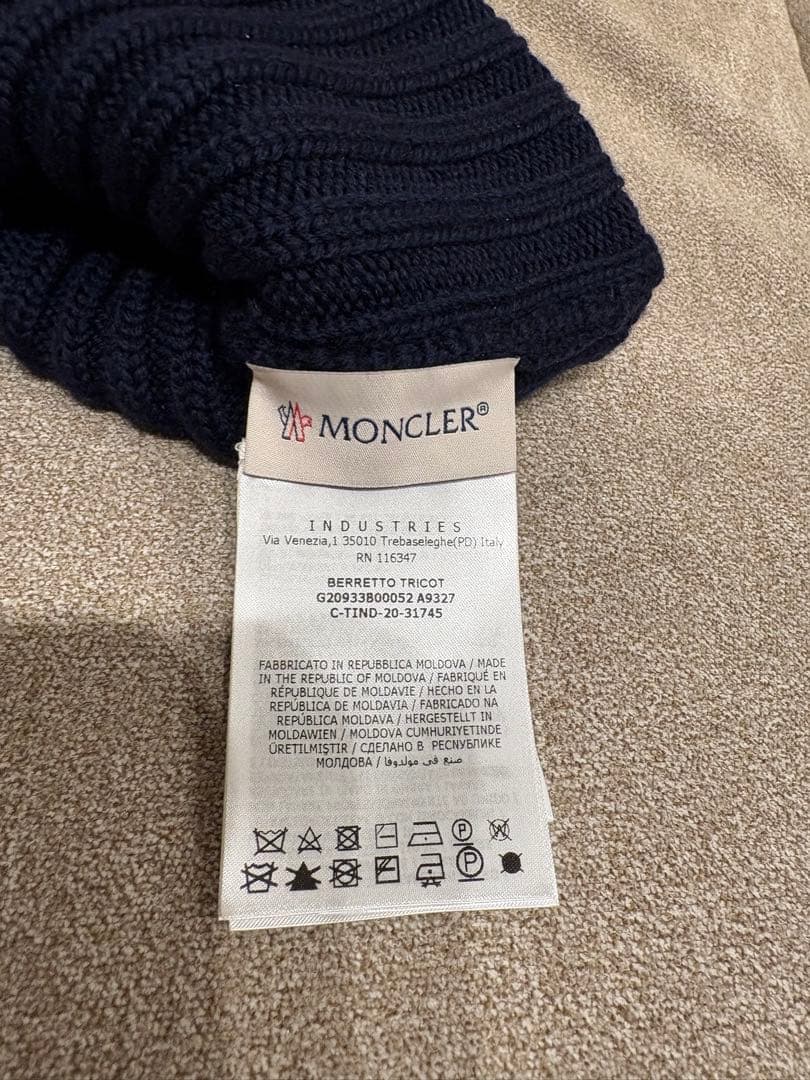 MONCLER®
INDUSTRIES
Via Venezia,1 35010 Trebaseleghe(PD) Italy
RN 116347
BERRETTO TRICOT
G20933B00052 A9327
C-TIND-20-31745
FABBRICATO IN REPUBBLICA MOLDOVA / MADE
IN THE REPUBLIC OF MOLDOVA / FABRIQUÉ EN
RÉPUBLIQUE DE MOLDAVIE / HECHO EN LA
REPÚBLICA DE MOLDAVIA / FABRICADO NA
REPÚBLICA MOLDAVA / HERGESTELLT IN
MOLDAWIEN / MOLDOVA CUMHURIYETINDE
ÜRETILMIŞTIR / СДЕЛАНО В РЕСПУБЛИКЕ
МОЛДОВА / صنع في مولدوفا
P W
P